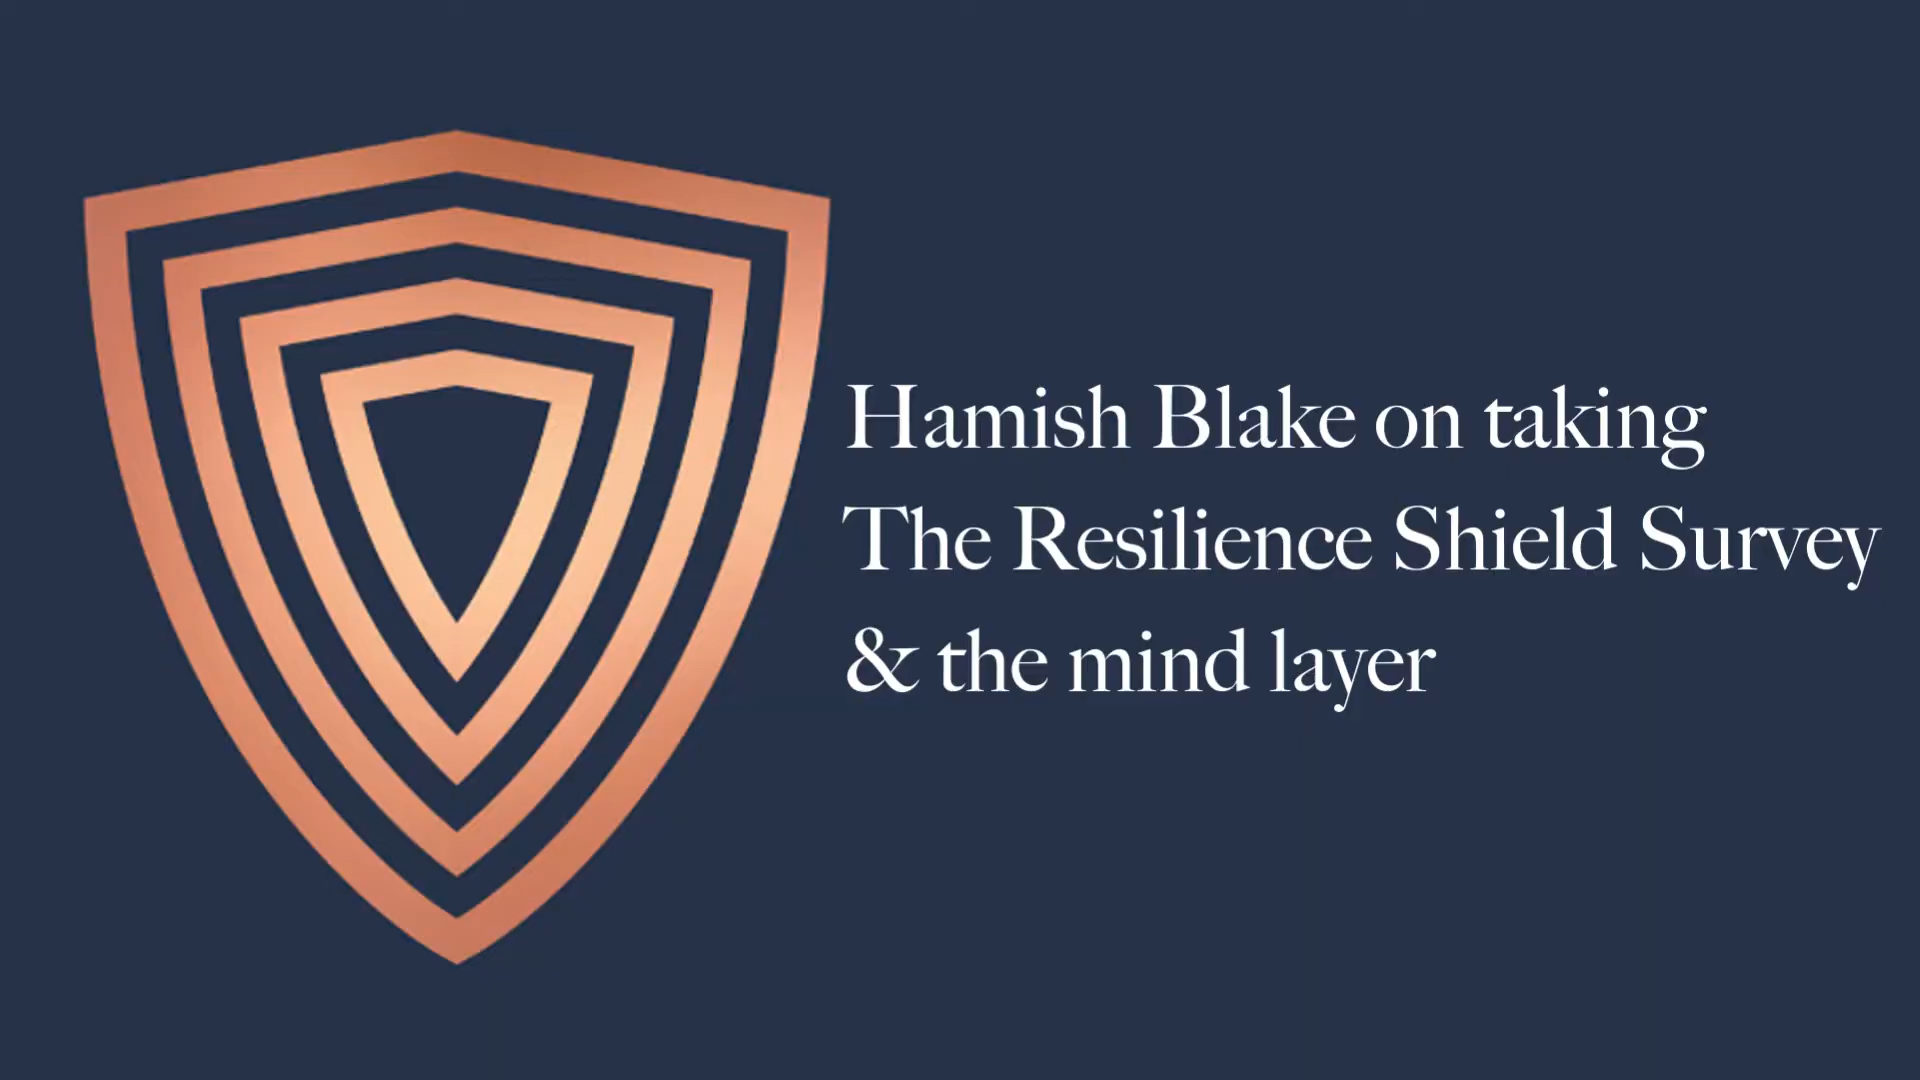 Hamish Blake on taking
The Resilience Shield Survey
& the mind layer